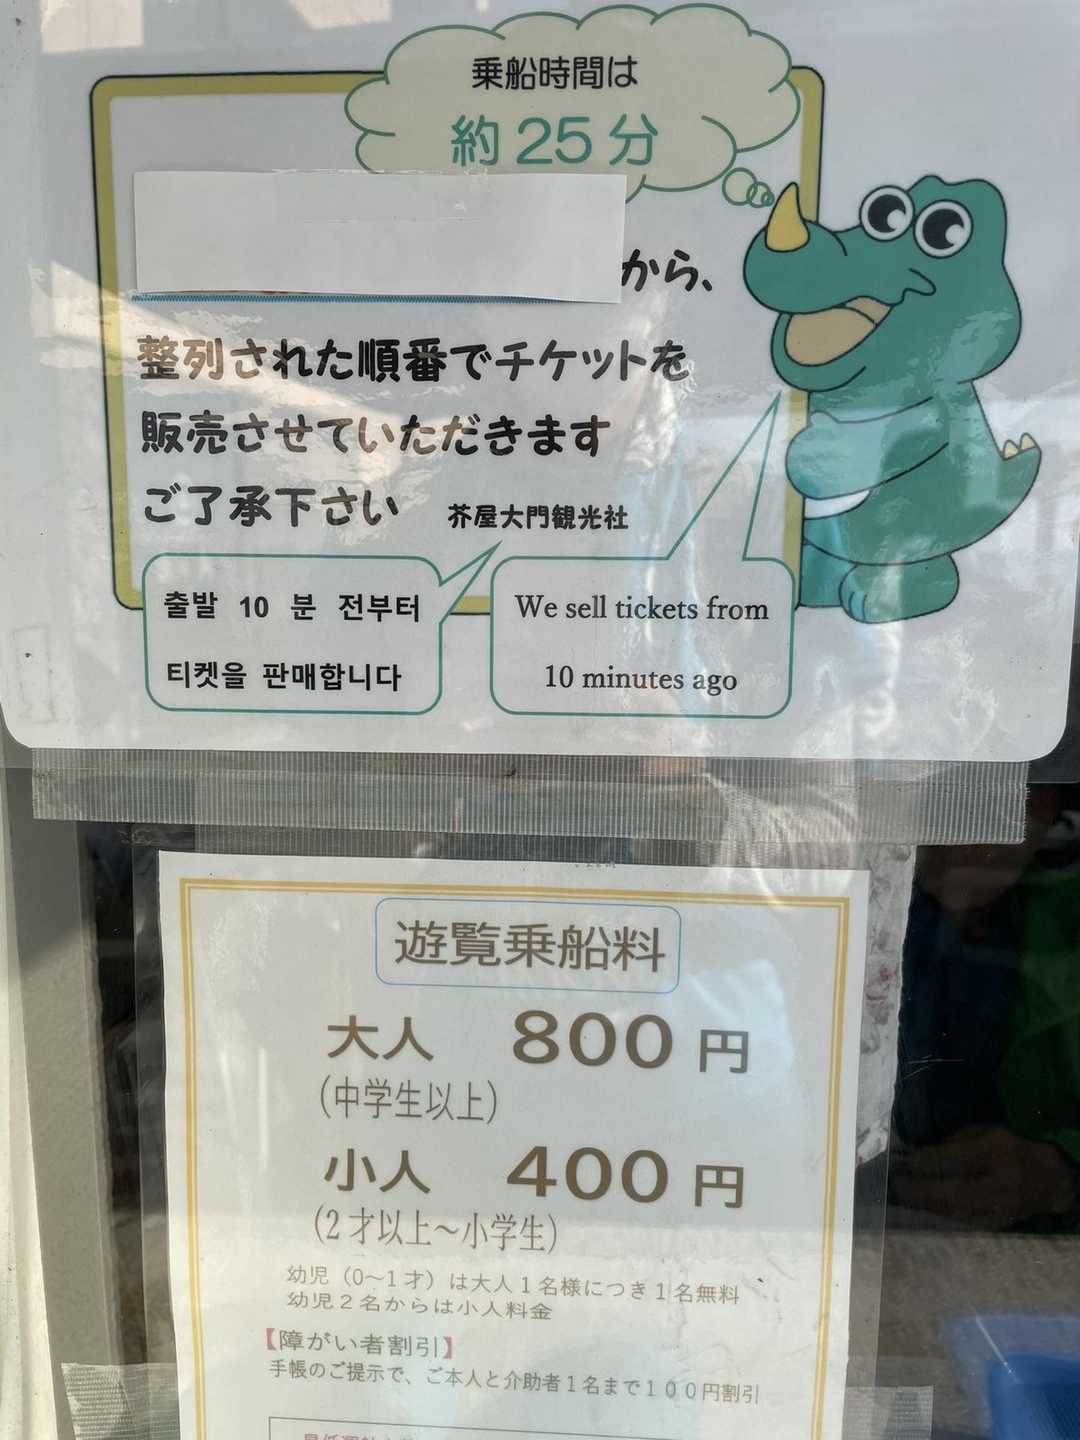 乗船時間は
約25分
から、
整列された順番でチケットを
販売させていただきます
ご了承下さい 芥屋大門観光社
출발 10 분 전부터
티켓을 판매합니다
We sell tickets from
10 minutes ago
遊覧乗船料
大人 800円
(中学生以上)
小人 400円
(2才以上～小学生)
幼児（0～1才）は大人1名様につき1名無料
幼児2名からは小人料金
【障がい者割引】
手帳のご提示で、ご本人と介助者1名まで100円割引